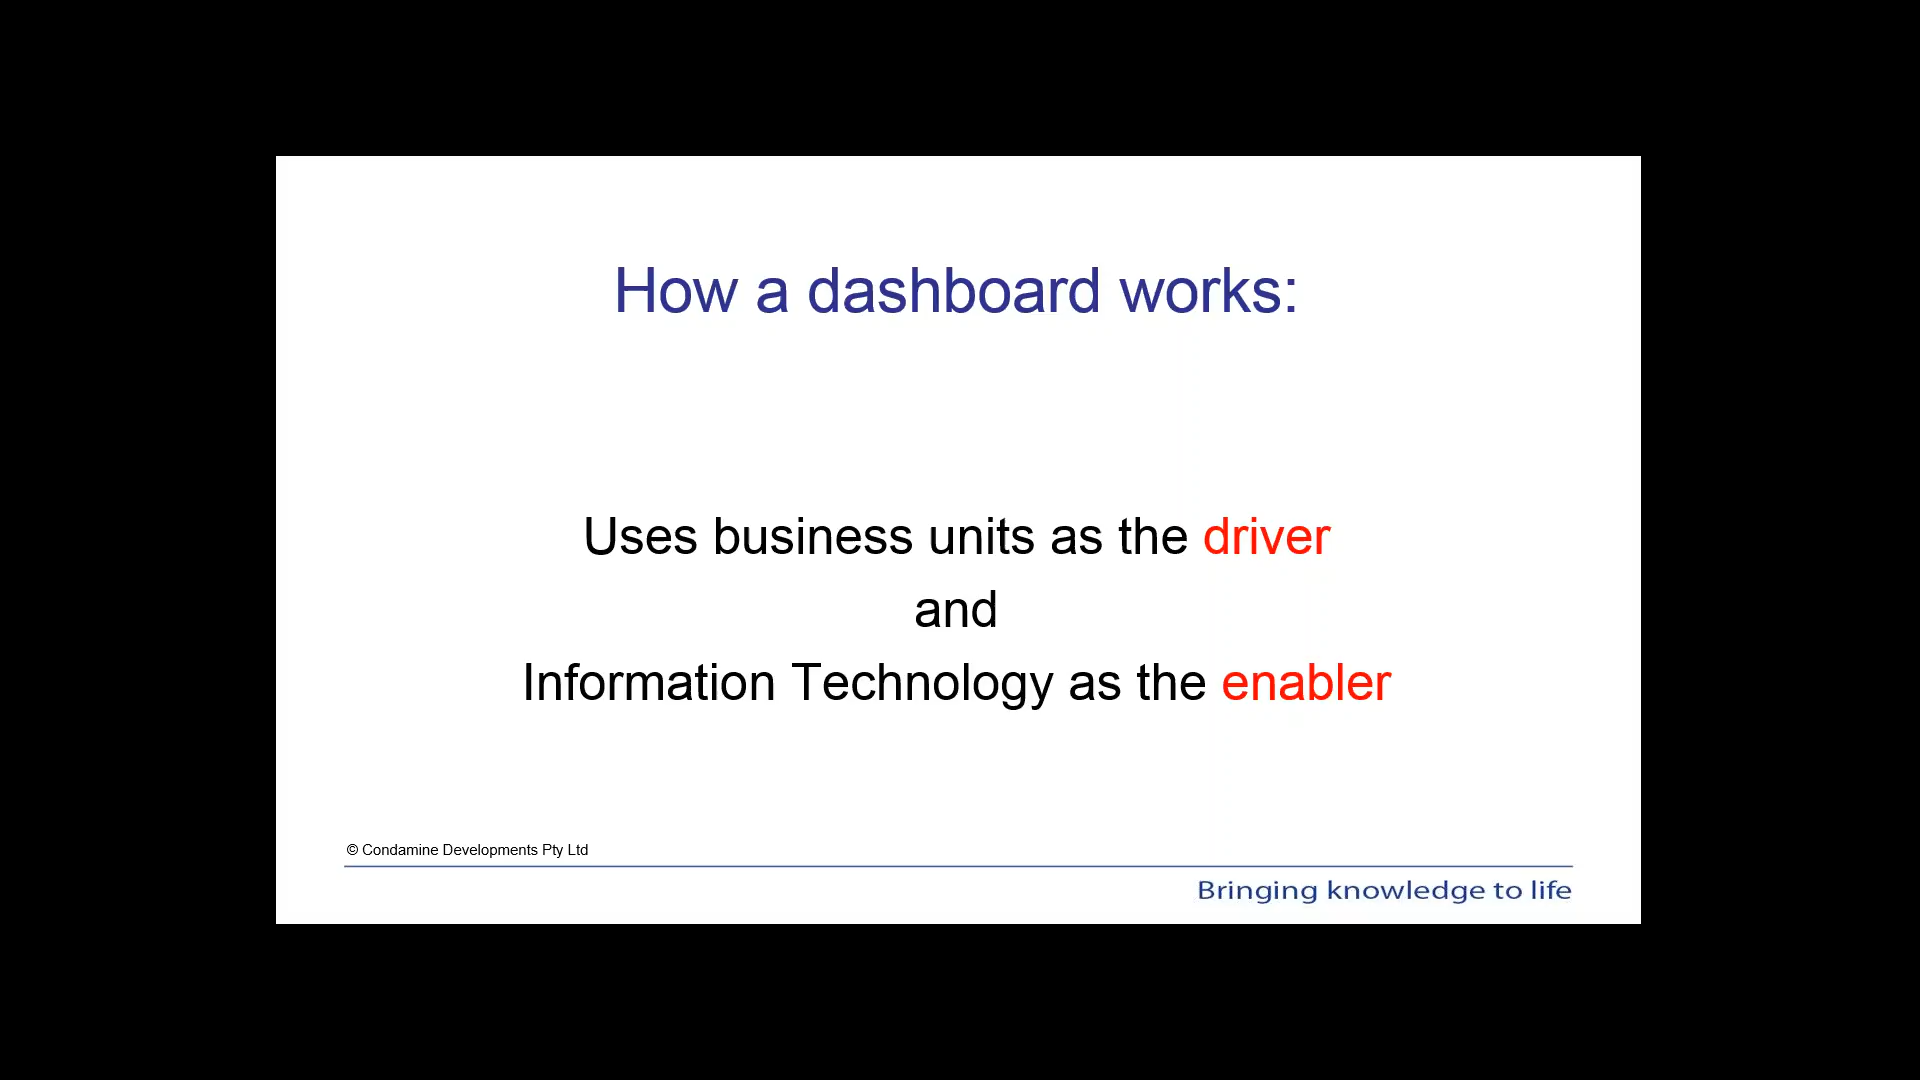 How a dashboard works:
Uses business units as the driver
and
Information Technology as the enabler
© Condamine Developments Pty Ltd
Bringing knowledge to life